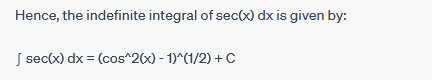 Hence, the indefinite integral of sec(x) dx is given by:
∫ sec(x) dx = (cos^2(x) - 1)^(1/2) + C